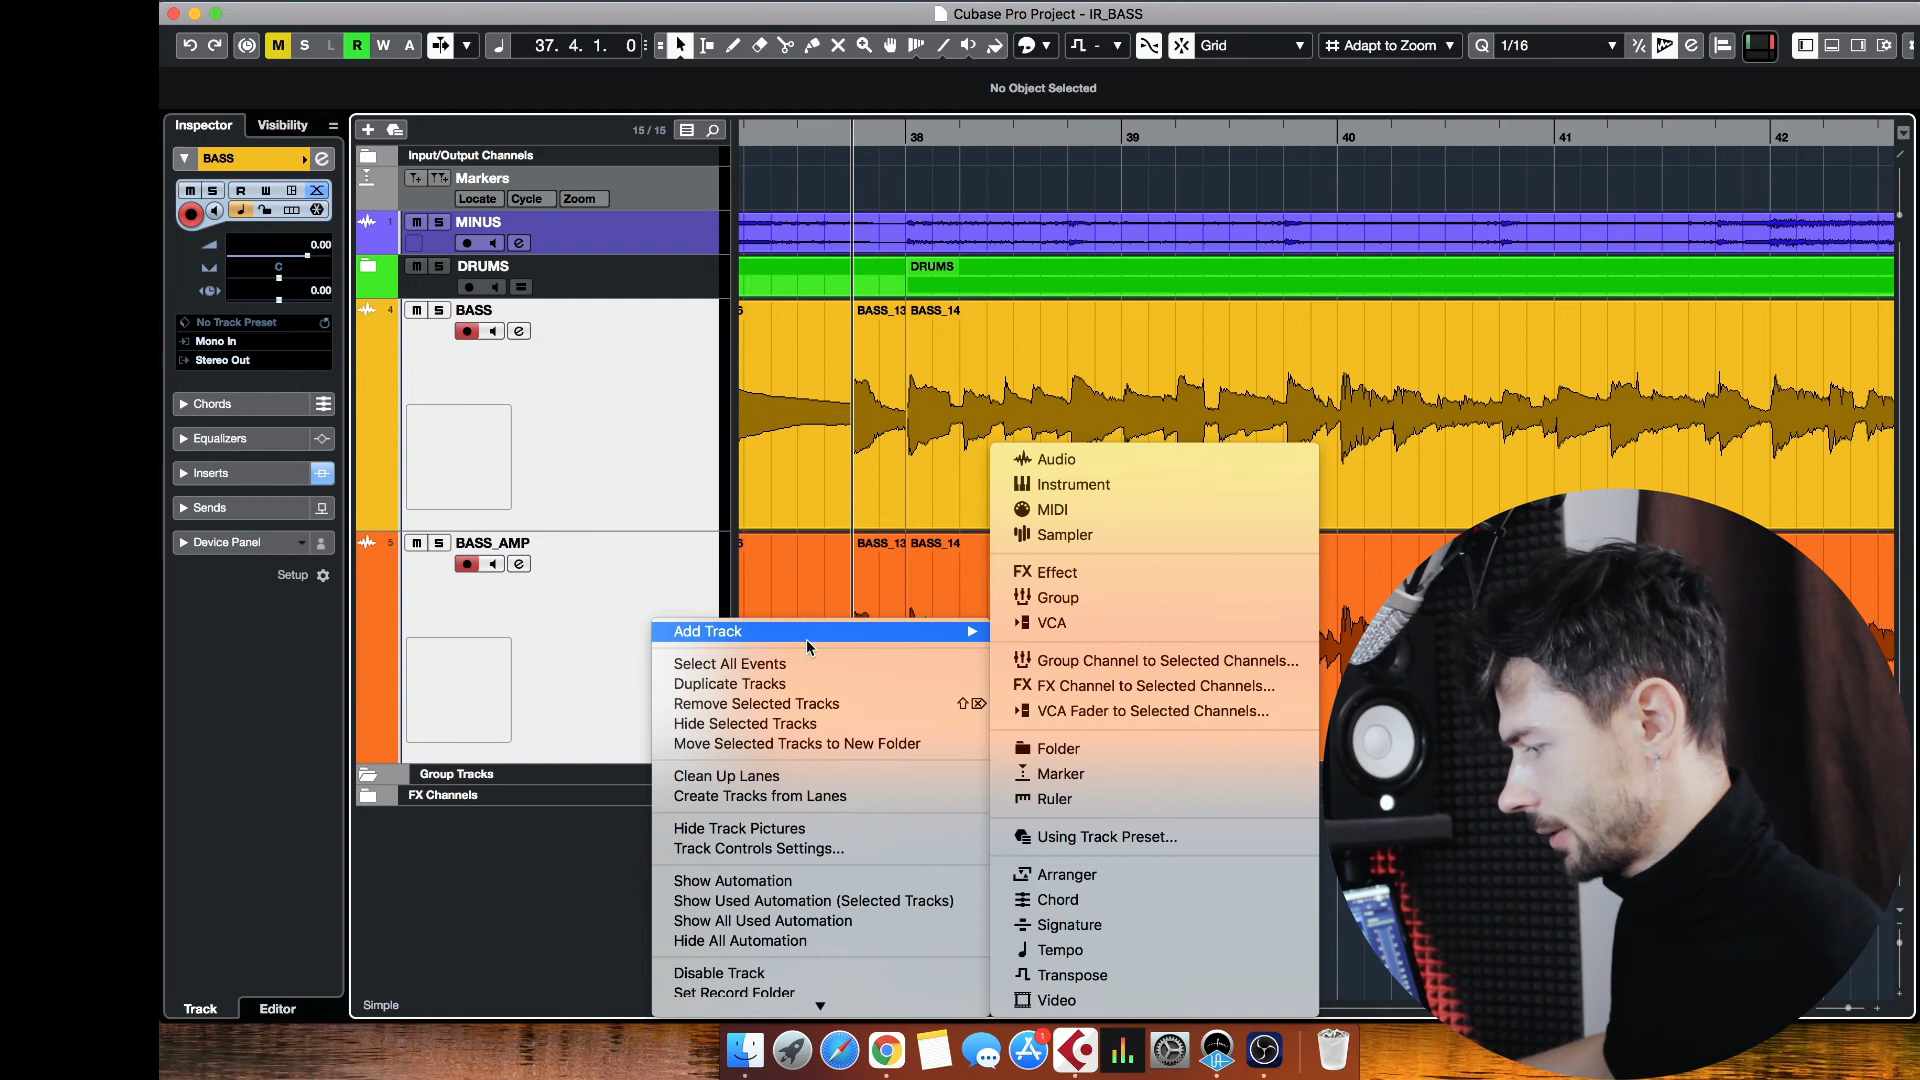 Cubase Pro Project - IR_BASS
M S L R W A
37. 4. 1. 0
Grid
Adapt to Zoom
Q 1/16
No Object Selected
Inspector
Visibility
15 / 15
BASS
M S R W
0.00
C
0.00
No Track Preset
Mono In
Stereo Out
Chords
Equalizers
Inserts
Sends
Device Panel
Setup
Track
Editor
Input/Output Channels
Markers
Locate
Cycle
Zoom
1
M S MINUS
M S DRUMS
4
M S BASS
5
M S BASS_AMP
Group Tracks
FX Channels
Simple
38
39
40
41
42
DRUMS
6 BASS_13 BASS_14
6 BASS_13 BASS_14
Add Track
Select All Events
Duplicate Tracks
Remove Selected Tracks
Hide Selected Tracks
Move Selected Tracks to New Folder
Clean Up Lanes
Create Tracks from Lanes
Hide Track Pictures
Track Controls Settings...
Show Automation
Show Used Automation (Selected Tracks)
Show All Used Automation
Hide All Automation
Disable Track
Set Record Folder
Audio
Instrument
MIDI
Sampler
FX Effect
Group
VCA
Group Channel to Selected Channels...
FX FX Channel to Selected Channels...
VCA Fader to Selected Channels...
Folder
Marker
Ruler
Using Track Preset...
Arranger
Chord
Signature
Tempo
Transpose
Video
1